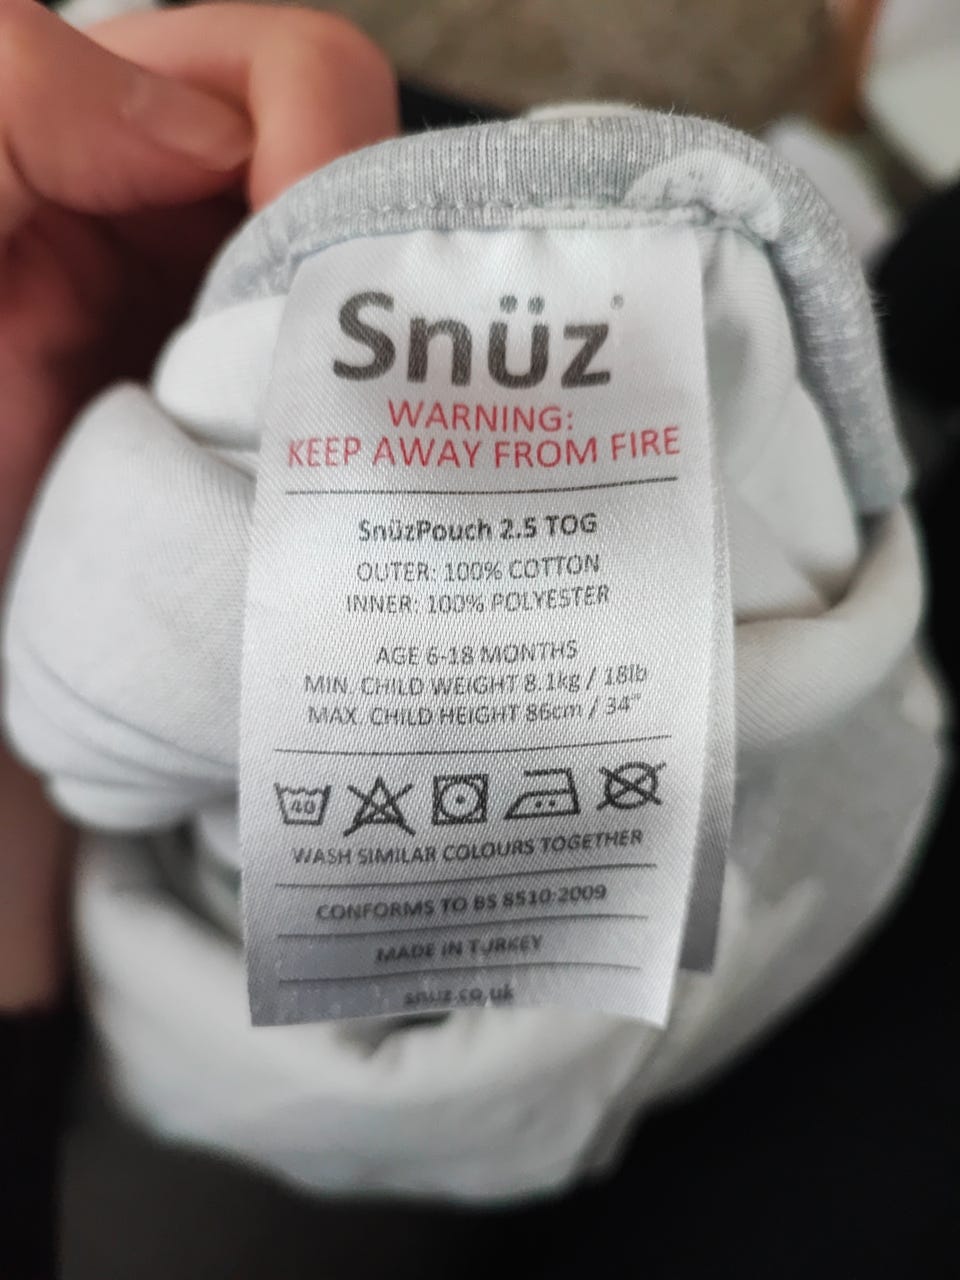 Snüz
WARNING:
KEEP AWAY FROM FIRE
SnüzPouch 2.5 TOG
OUTER: 100% COTTON
INNER: 100% POLYESTER
AGE 6-18 MONTHS
MIN. CHILD WEIGHT 8.1kg / 18lb
MAX. CHILD HEIGHT 86cm / 34"
40
WASH SIMILAR COLOURS TOGETHER
CONFORMS TO BS 8510:2009
MADE IN TURKEY
snuz.co.uk